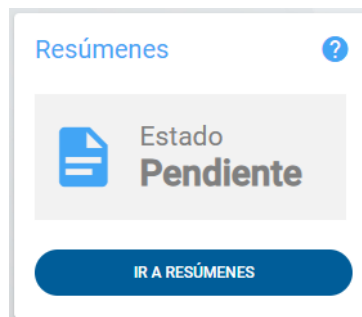 Resúmenes
?
Estado
Pendiente
IR A RESÚMENES